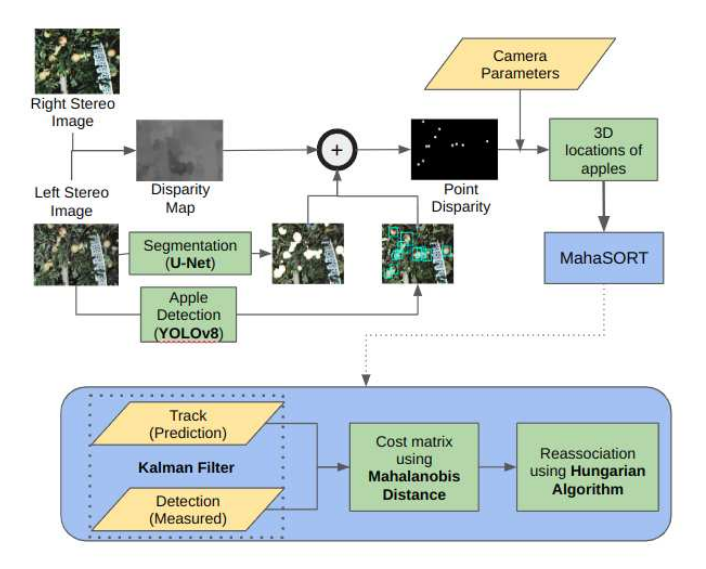 Camera
Parameters
Right Stereo
Image
+
3D
locations of
apples
Disparity
Map
Point
Disparity
Left Stereo
Image
Segmentation
(U-Net)
MahaSORT
Apple
Detection
(YOLOv8)
Track
(Prediction)
Kalman Filter
Detection
(Measured)
Cost matrix
using
Mahalanobis
Distance
Reassociation
using Hungarian
Algorithm